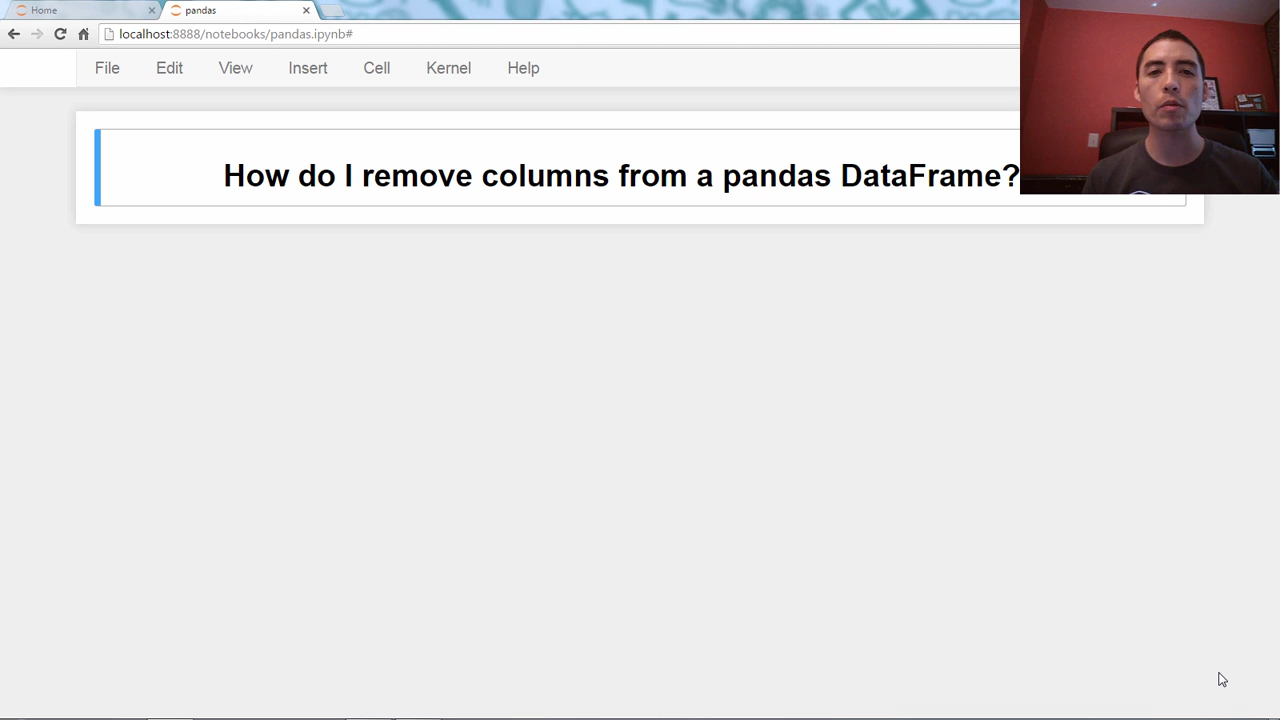 Home
pandas
localhost:8888/notebooks/pandas.ipynb#
File Edit View Insert Cell Kernel Help
How do I remove columns from a pandas DataFrame?